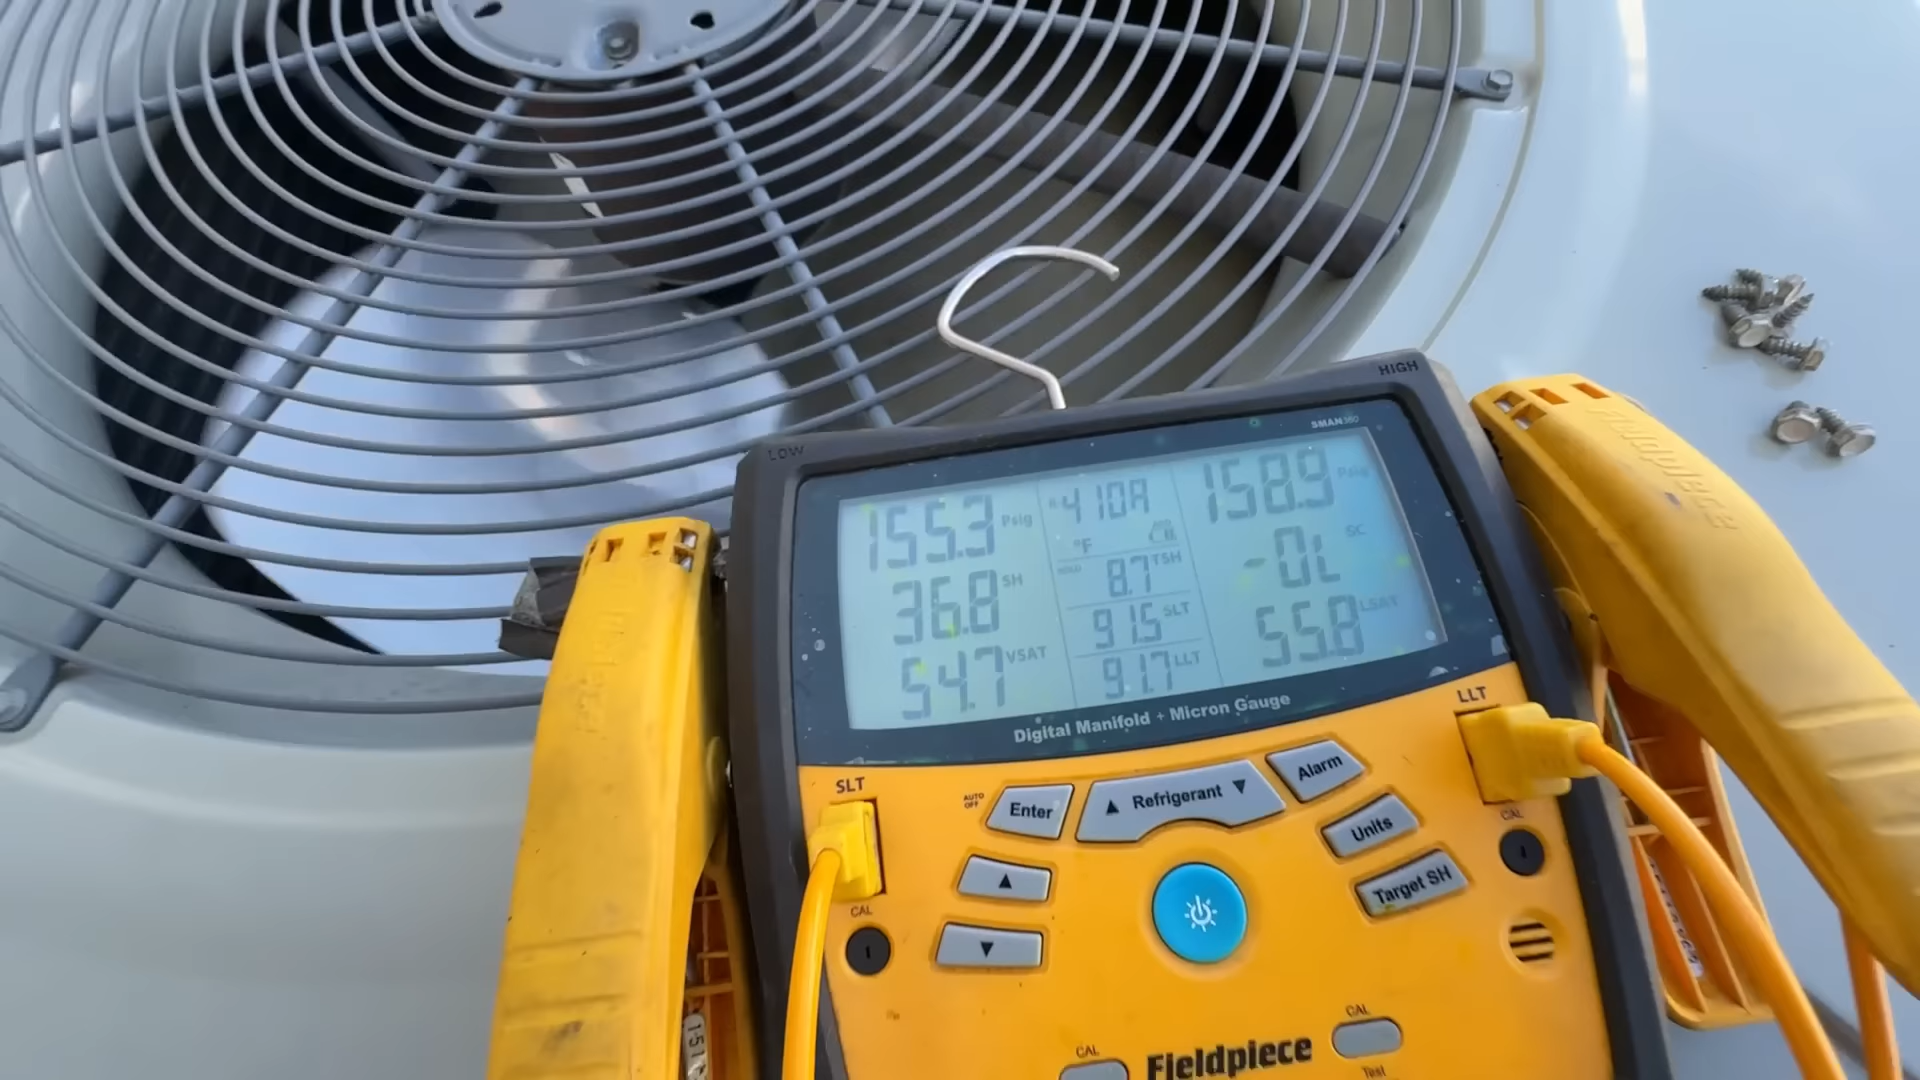 LOW
HIGH
SMAN360
155.3 Psig
R-410A
158.9 Psig
°F
36.8 SH
HOLD 8.7 TSH
-OL SC
91.5 SLT
54.7 VSAT
91.7 LLT
55.8 LSAT
Digital Manifold + Micron Gauge
SLT
LLT
AUTO OFF
Enter
▲ Refrigerant ▼
Alarm
Units
Target SH
CAL
CAL
▲
▼
CAL
CAL
Fieldpiece
Test
Fieldpiece